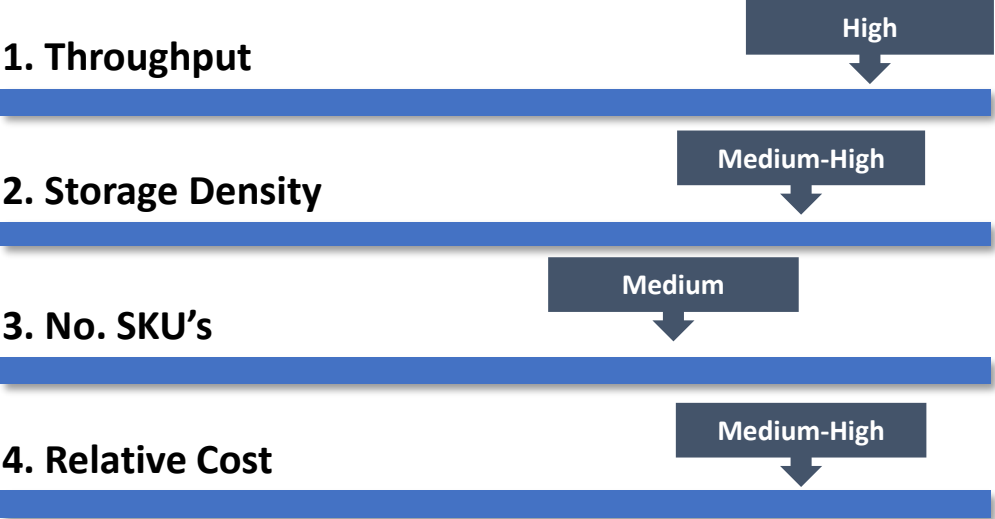 High
1. Throughput
Medium-High
2. Storage Density
Medium
3. No. SKU’s
Medium-High
4. Relative Cost